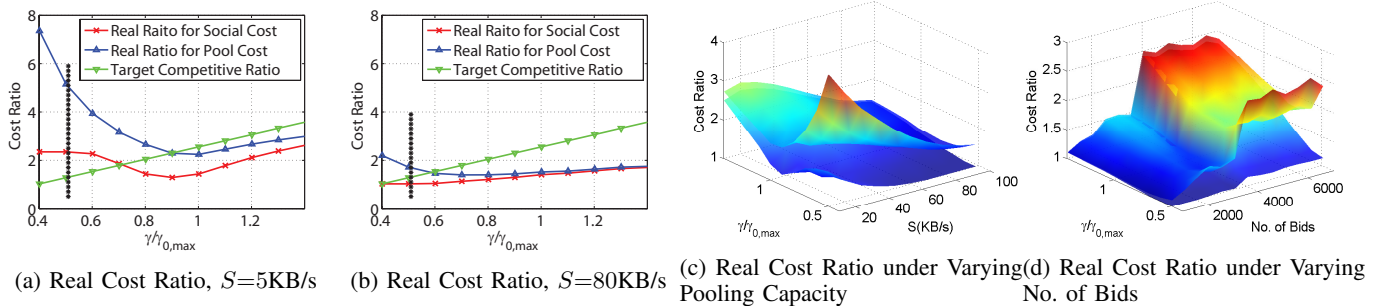 8
6
4
2
0
Cost Ratio
Real Raito for Social Cost
Real Ratio for Pool Cost
Target Competitive Ratio
0.4 0.6 0.8 1 1.2
γ/γ0,max
(a) Real Cost Ratio, S=5KB/s
8
6
4
2
0
Cost Ratio
Real Ratio for Social Cost
Real Ratio for Pool Cost
Target Competitive Ratio
0.4 0.6 0.8 1 1.2
γ/γ0,max
(b) Real Cost Ratio, S=80KB/s
4
3
2
1
Cost Ratio
1
0.5
γ/γ0,max
20 40 60 80 100
S(KB/s)
(c) Real Cost Ratio under Varying
Pooling Capacity
3
2.5
2
1.5
1
Cost Ratio
1
0.5
γ/γ0,max
2000 4000 6000
No. of Bids
(d) Real Cost Ratio under Varying
No. of Bids